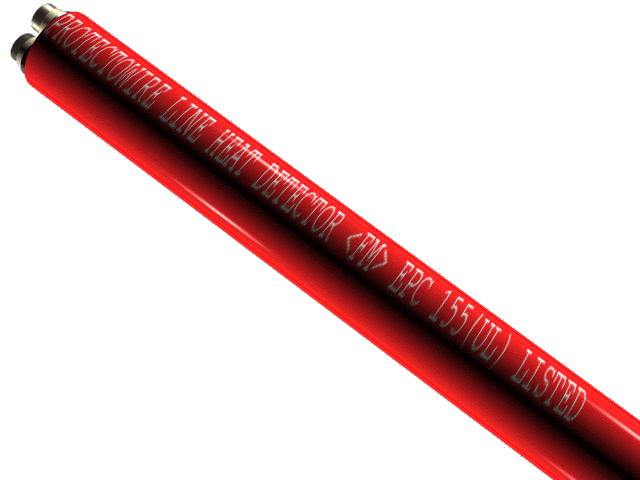 PROTECTOWIRE LINE HEAT DETECTOR <FM> EPC 155(UL) LISTED